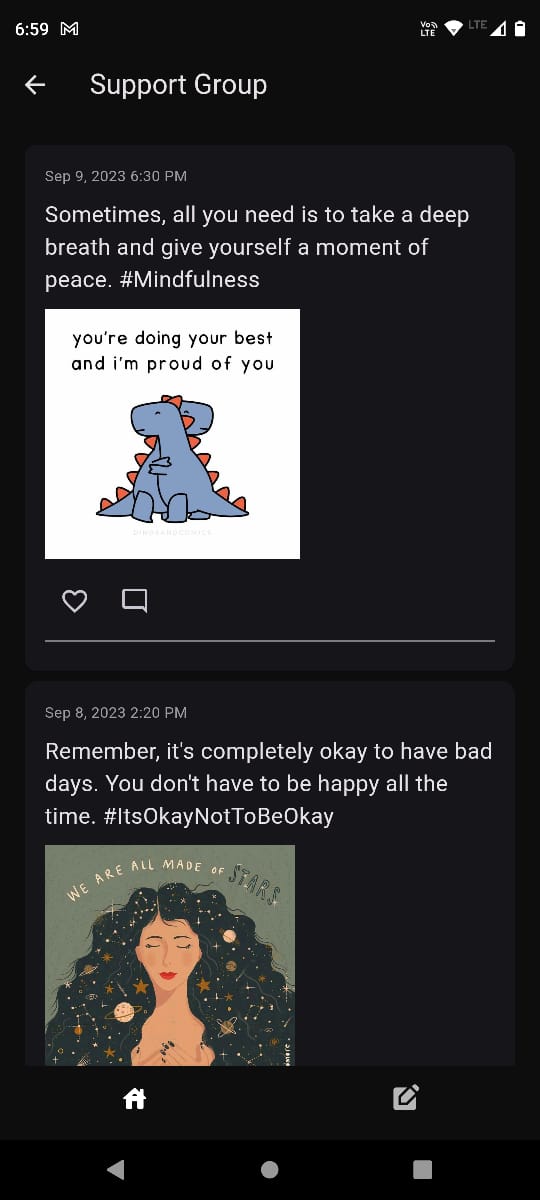 6:59
Vo
LTE
LTE
Support Group
Sep 9, 2023 6:30 PM
Sometimes, all you need is to take a deep
breath and give yourself a moment of
peace. #Mindfulness
you're doing your best
and i'm proud of you
DINOSANDCOMICS
Sep 8, 2023 2:20 PM
Remember, it's completely okay to have bad
days. You don't have to be happy all the
time. #ItsOkayNotToBeOkay
WE ARE ALL MADE OF STARS